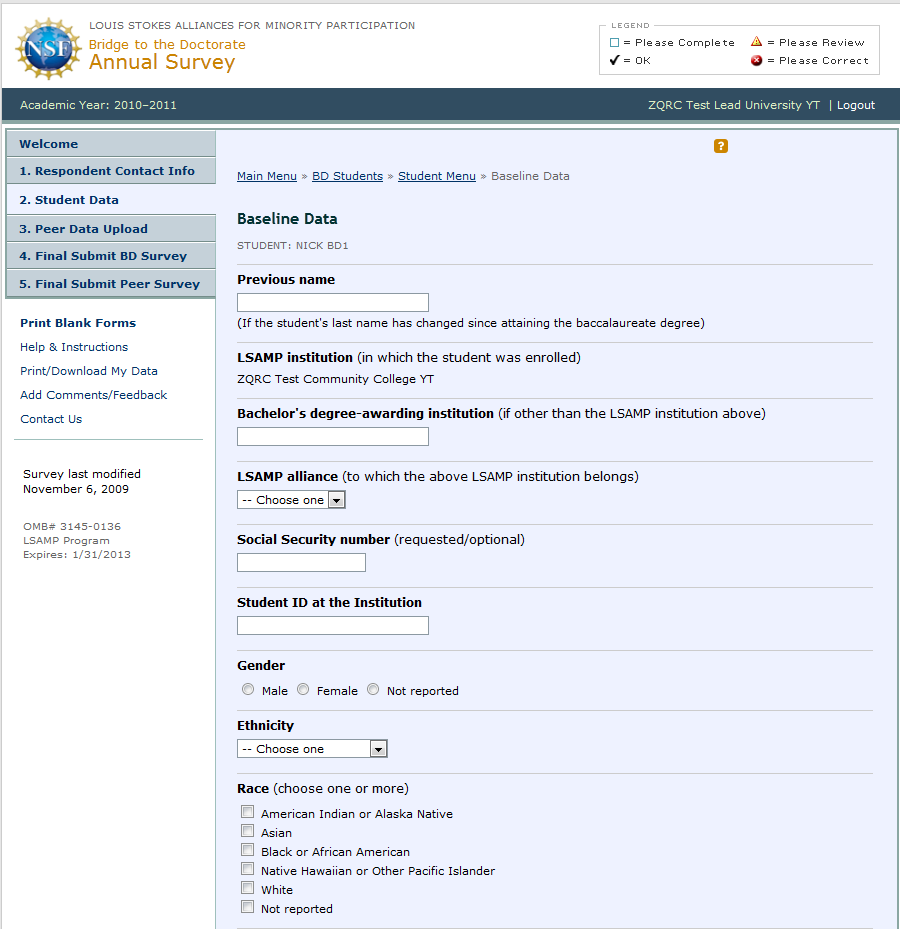 NSF
LOUIS STOKES ALLIANCES FOR MINORITY PARTICIPATION
Bridge to the Doctorate
Annual Survey
LEGEND
= Please Complete
= Please Review
= OK
= Please Correct
Academic Year: 2010–2011
ZQRC Test Lead University YT | Logout
Welcome
1. Respondent Contact Info
2. Student Data
3. Peer Data Upload
4. Final Submit BD Survey
5. Final Submit Peer Survey
Print Blank Forms
Help & Instructions
Print/Download My Data
Add Comments/Feedback
Contact Us
Survey last modified
November 6, 2009
OMB# 3145-0136
LSAMP Program
Expires: 1/31/2013
?
Main Menu » BD Students » Student Menu » Baseline Data
Baseline Data
STUDENT: NICK BD1
Previous name
(If the student's last name has changed since attaining the baccalaureate degree)
LSAMP institution (in which the student was enrolled)
ZQRC Test Community College YT
Bachelor's degree-awarding institution (if other than the LSAMP institution above)
LSAMP alliance (to which the above LSAMP institution belongs)
-- Choose one
Social Security number (requested/optional)
Student ID at the Institution
Gender
Male Female Not reported
Ethnicity
-- Choose one
Race (choose one or more)
American Indian or Alaska Native
Asian
Black or African American
Native Hawaiian or Other Pacific Islander
White
Not reported